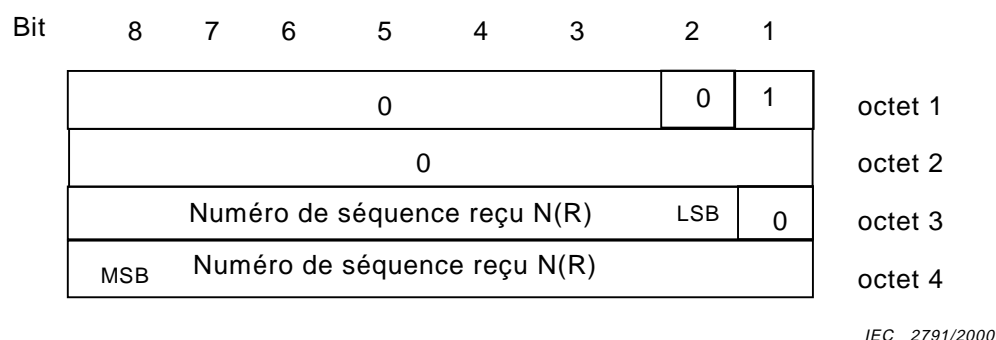 Bit 8 7 6 5 4 3 2 1
0 0 1 octet 1
0 octet 2
Numéro de séquence reçu N(R) LSB 0 octet 3
MSB Numéro de séquence reçu N(R) octet 4
IEC 2791/2000